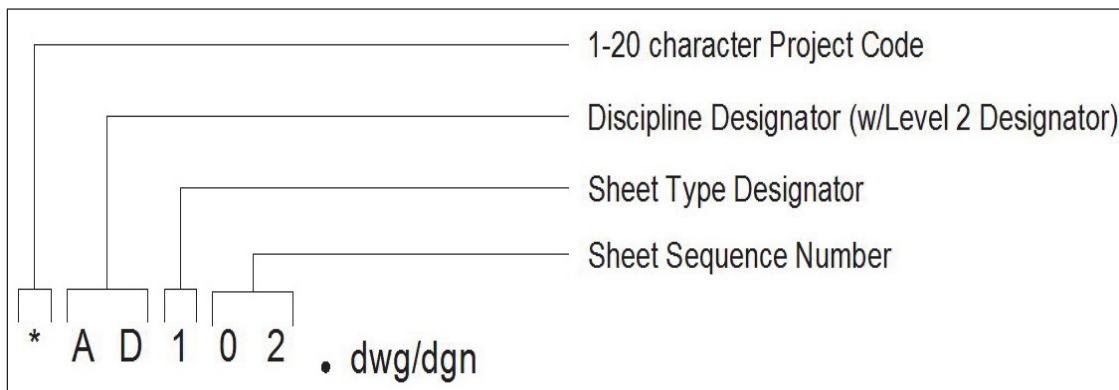 1-20 character Project Code
Discipline Designator (w/Level 2 Designator)
Sheet Type Designator
Sheet Sequence Number
* A D 1 0 2 . dwg/dgn